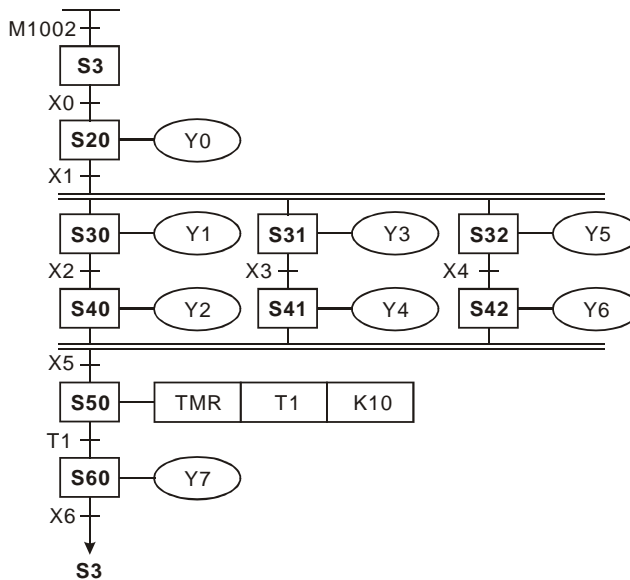 M1002
S3
X0
S20 Y0
X1
S30 Y1 S31 Y3 S32 Y5
X2 X3 X4
S40 Y2 S41 Y4 S42 Y6
X5
S50 TMR T1 K10
T1
S60 Y7
X6
S3